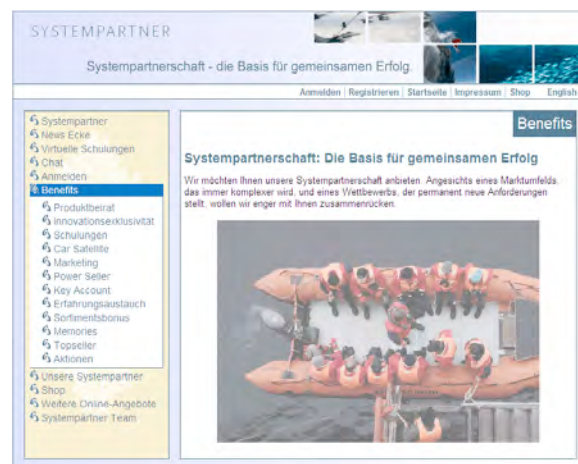 SYSTEMPARTNER
Systempartnerschaft - die Basis für gemeinsamen Erfolg.
Anmelden | Registrieren | Startseite | Impressum | Shop English
Systempartner
News Ecke
Virtuelle Schulungen
Chat
Anmelden
Benefits
Produktbeirat
Innovationsexklusivität
Schulungen
Car Satellite
Marketing
Power Seller
Key Account
Erfahrungsaustauch
Sortimentsbonus
Memories
Topseller
Aktionen
Unsere Systempartner
Shop
Weitere Online-Angebote
Systempartner Team
Benefits
Systempartnerschaft: Die Basis für gemeinsamen Erfolg
Wir möchten Ihnen unsere Systempartnerschaft anbieten. Angesichts eines Marktumfelds,
das immer komplexer wird, und eines Wettbewerbs, der permanent neue Anforderungen
stellt, wollen wir enger mit Ihnen zusammenrücken.